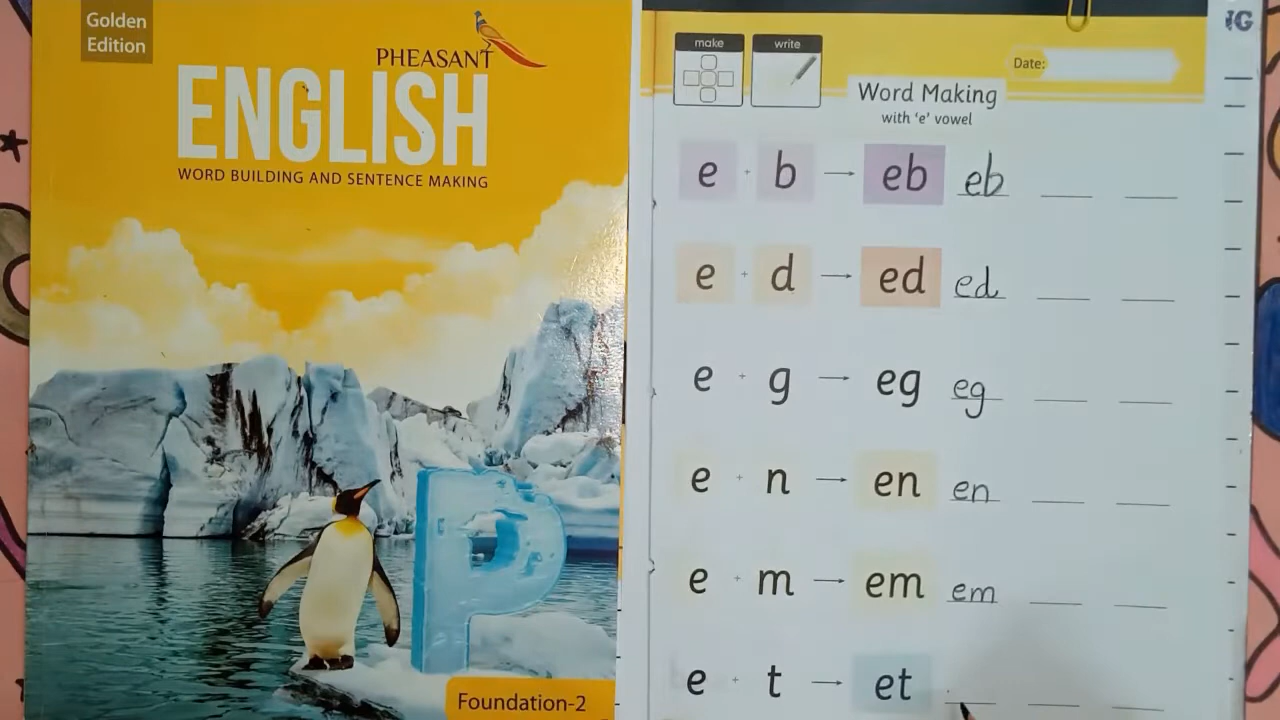 Golden
Edition
PHEASANT
ENGLISH
WORD BUILDING AND SENTENCE MAKING
P
Foundation-2
make
write
Date:
Word Making
with ‘e’ vowel
e + b → eb eb
e + d → ed ed
e + g → eg eg
e + n → en en
e + m → em em
e + t → et